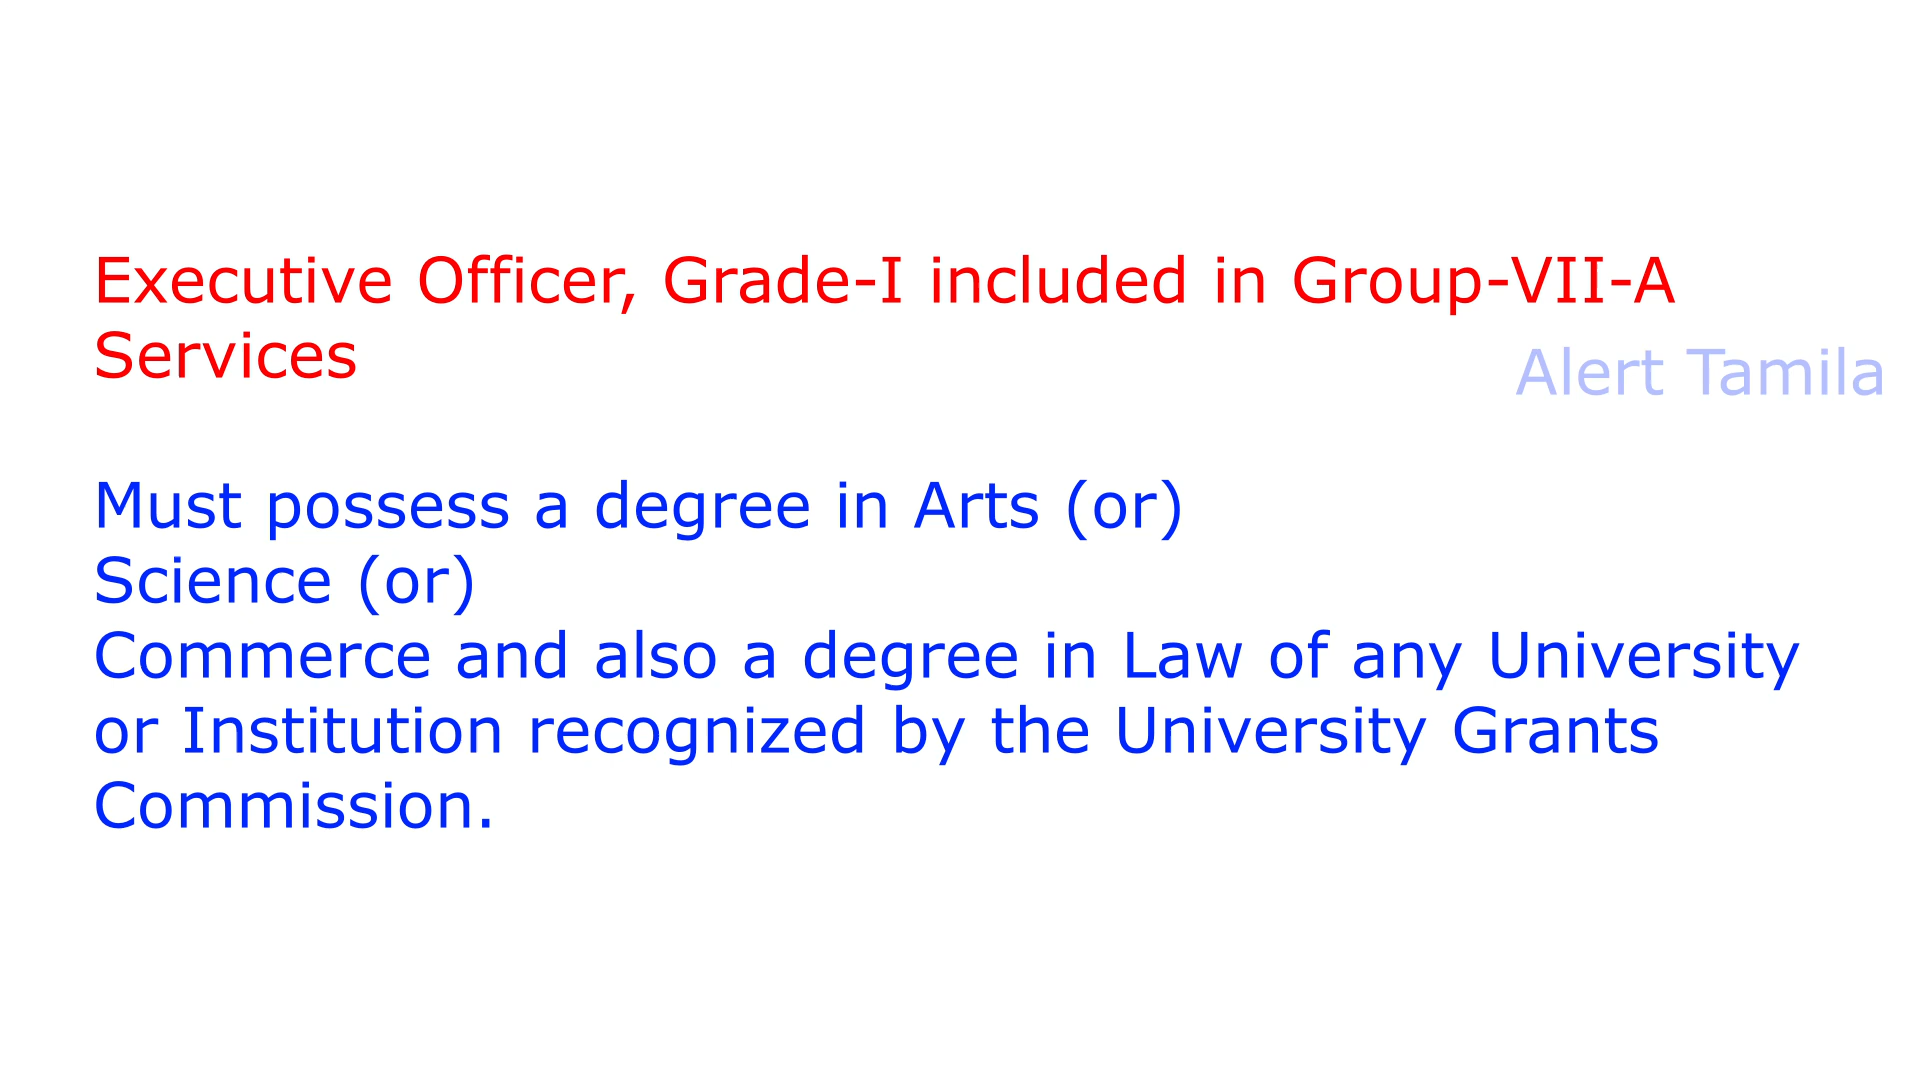 Executive Officer, Grade-I included in Group-VII-A
Services
Alert Tamila
Must possess a degree in Arts (or)
Science (or)
Commerce and also a degree in Law of any University
or Institution recognized by the University Grants
Commission.